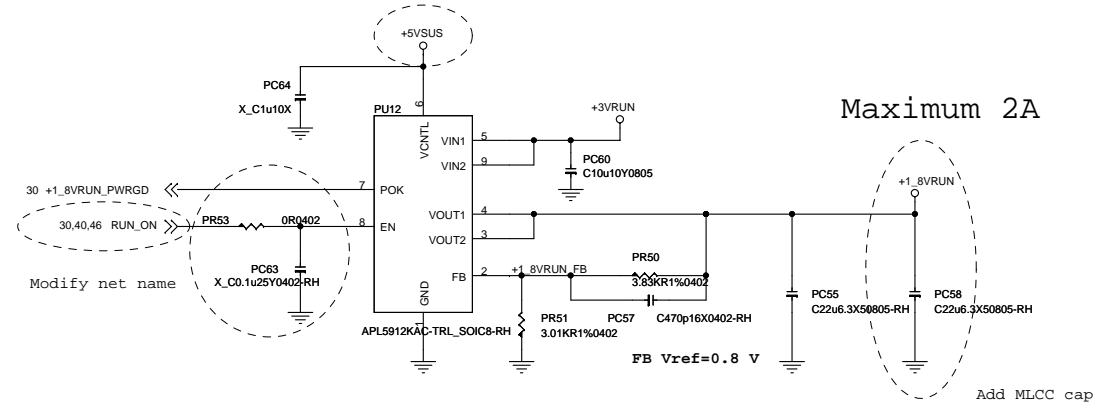 +5VSUS
PC64
X_C1u10X
PU12
6
VCNTL
+3VRUN
Maximum 2A
VIN1 5
VIN2 9
PC60
C10u10Y0805
30 +1_8VRUN_PWRGD
7 POK
+1_8VRUN
VOUT1 4
30,40,46 RUN_ON
PR53 0R0402
8 EN
VOUT2 3
PC63
X_C0.1u25Y0402-RH
Modify net name
FB 2
+1_8VRUN_FB
PR50
3.83KR1%0402
PC57 C470p16X0402-RH
GND
1
PR51
3.01KR1%0402
APL5912KAC-TRL_SOIC8-RH
FB Vref=0.8 V
PC55
C22u6.3X50805-RH
PC58
C22u6.3X50805-RH
Add MLCC cap